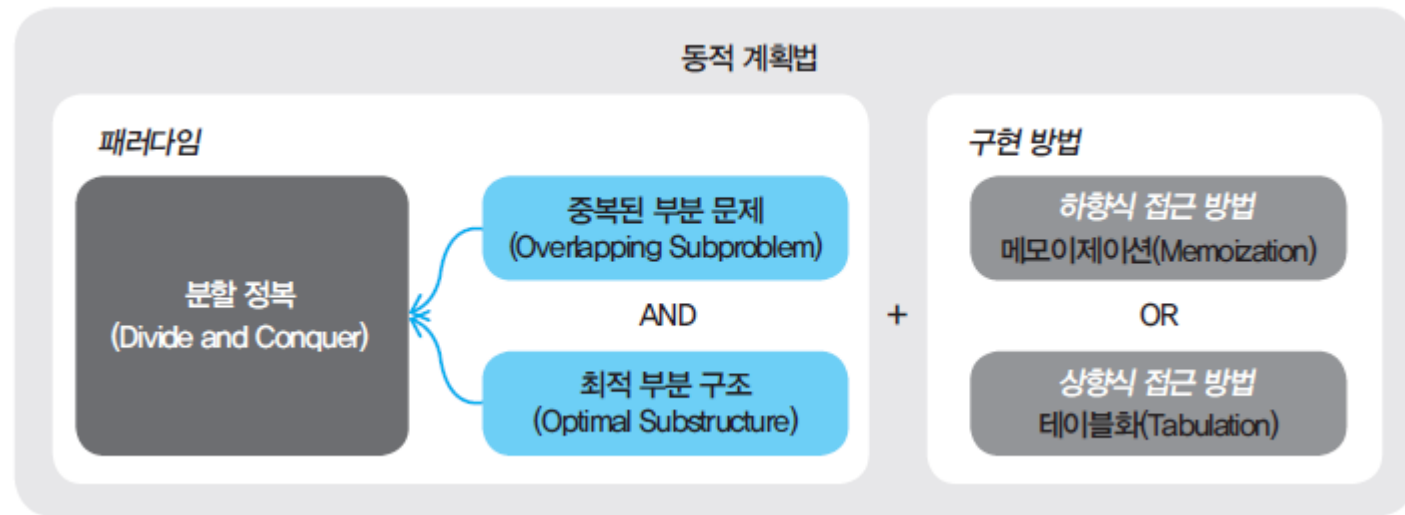 동적 계획법
패러다임
분할 정복
(Divide and Conquer)
중복된 부분 문제
(Overlapping Subproblem)
AND
최적 부분 구조
(Optimal Substructure)
+
구현 방법
하향식 접근 방법
메모이제이션(Memoization)
OR
상향식 접근 방법
테이블화(Tabulation)